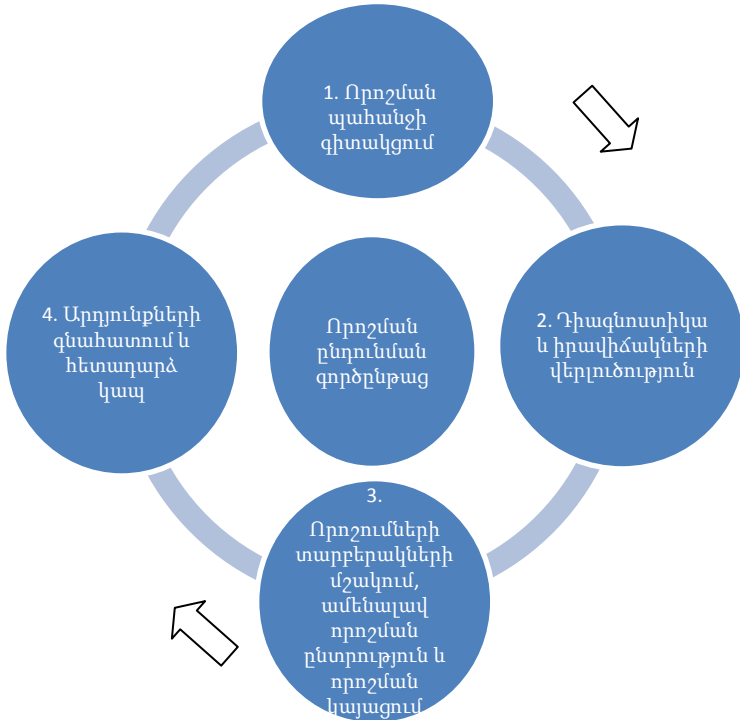 1. Որոշման
պահանջի
գիտակցում
2. Դիագնոստիկա
և իրավիճակների
վերլուծություն
3.
Որոշումների
տարբերակների
մշակում,
ամենալավ
որոշման
ընտրություն և
որոշման
կայացում
4. Արդյունքների
գնահատում և
հետադարձ
կապ
Որոշման
ընդունման
գործընթաց